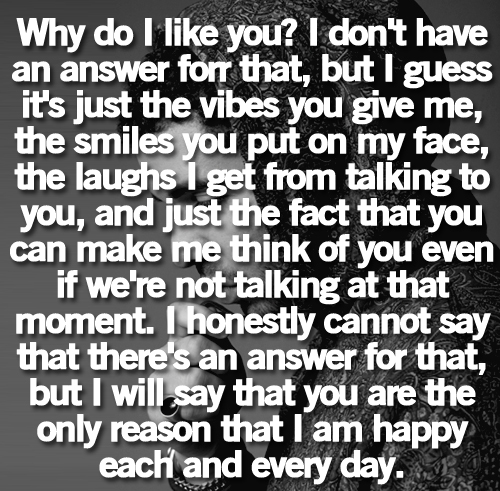 Why do I like you? I don't have
an answer forr that, but I guess
it's just the vibes you give me,
the smiles you put on my face,
the laughs I get from talking to
you, and just the fact that you
can make me think of you even
if we're not talking at that
moment. I honestly cannot say
that there's an answer for that,
but I will say that you are the
only reason that I am happy
each and every day.